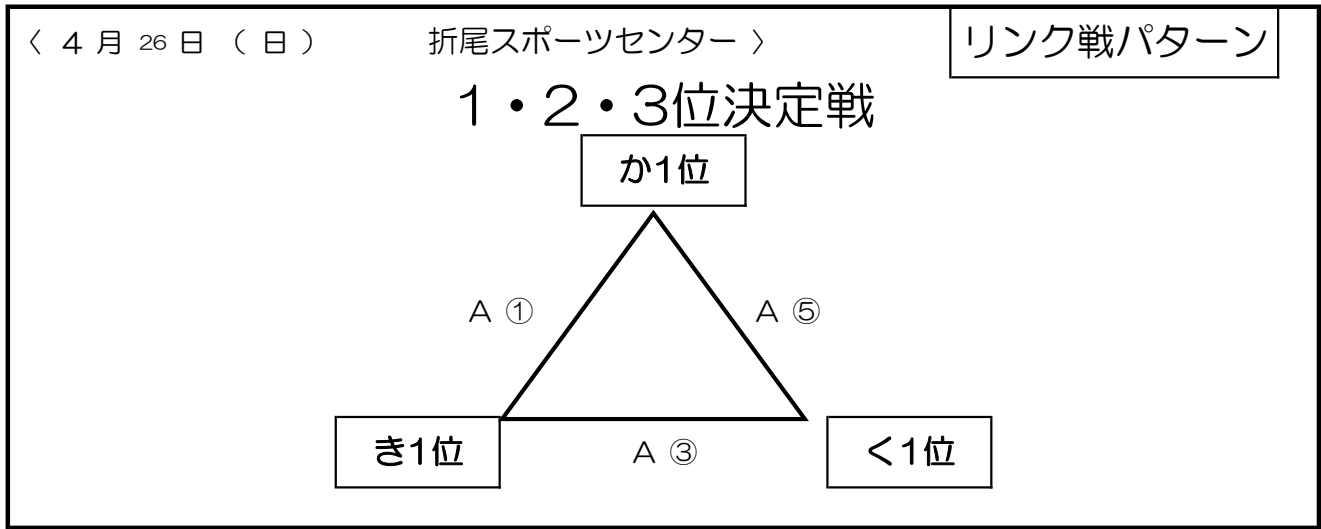 〈 4 月 26 日 ( 日 ) 折尾スポーツセンター 〉
リンク戦パターン
1・2・3位決定戦
か1位
A ①
A ⑤
き1位
A ③
く1位